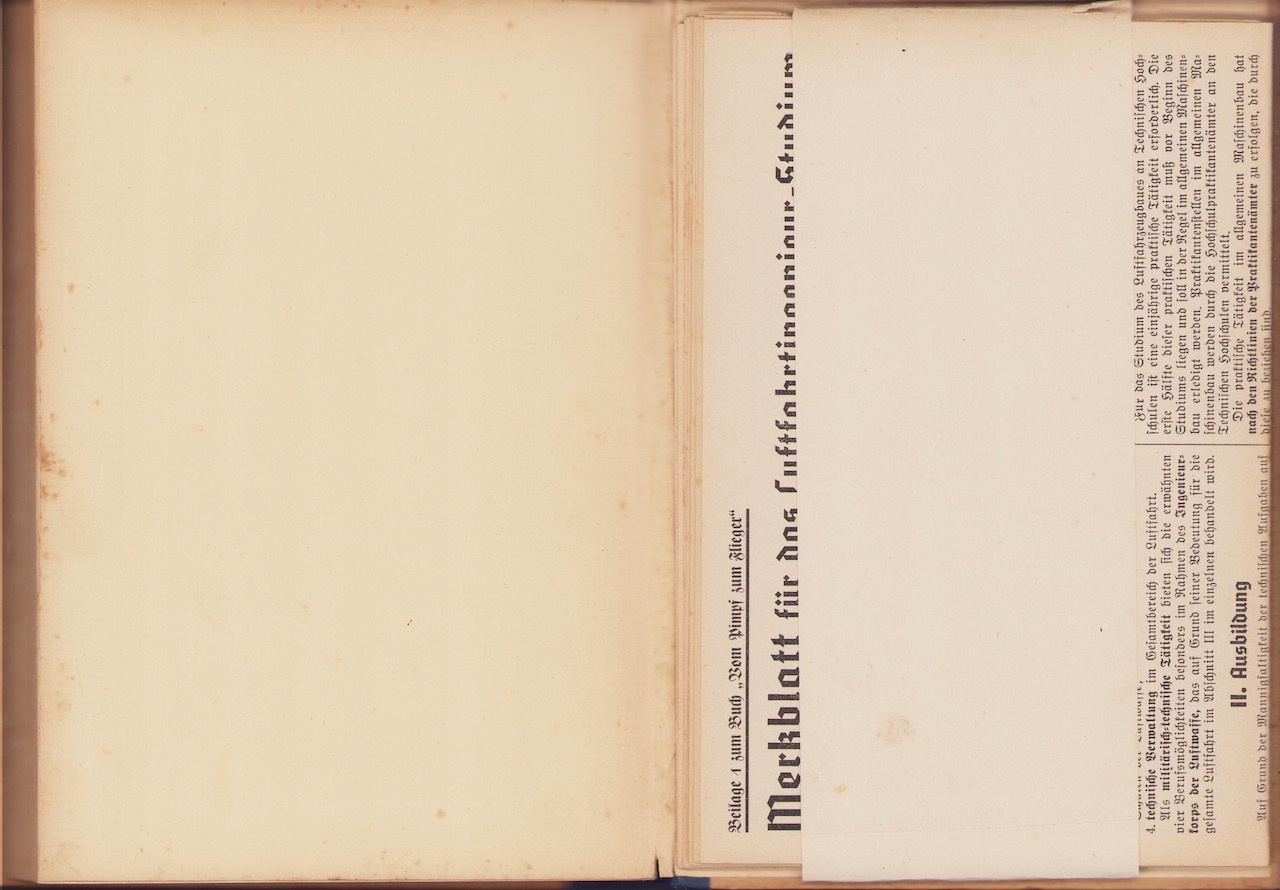 Beilage 1 zum Buch „Vom Pimpf zum Flieger“
Merkblatt für das Luftfahrtingenieur-Studium
4. technische Verwaltung im Gesamtbereich der Luftfahrt.
Als militärisch-technische Tätigkeit bieten sich die erwähnten
vier Berufsmöglichkeiten besonders im Rahmen des Ingenieur-
korps der Luftwaffe, das auf Grund seiner Bedeutung für die
gesamte Luftfahrt im Abschnitt III im einzelnen behandelt wird.
II. Ausbildung
Auf Grund der Mannigfaltigkeit der technischen Aufgaben auf
Für das Studium des Luftfahrzeugbaues an Technischen Hoch-
schulen ist eine einjährige praktische Tätigkeit erforderlich. Die
erste Hälfte dieser praktischen Tätigkeit muß vor Beginn des
Studiums liegen und soll in der Regel im allgemeinen Maschinen-
bau erledigt werden. Praktikantenstellen im allgemeinen Ma-
schinenbau werden durch die Hochschulpraktikantenämter an den
Technischen Hochschulen vermittelt.
Die praktische Tätigkeit im allgemeinen Maschinenbau hat
nach den Richtlinien der Praktikantenämter zu erfolgen, die durch
diese zu beziehen sind.